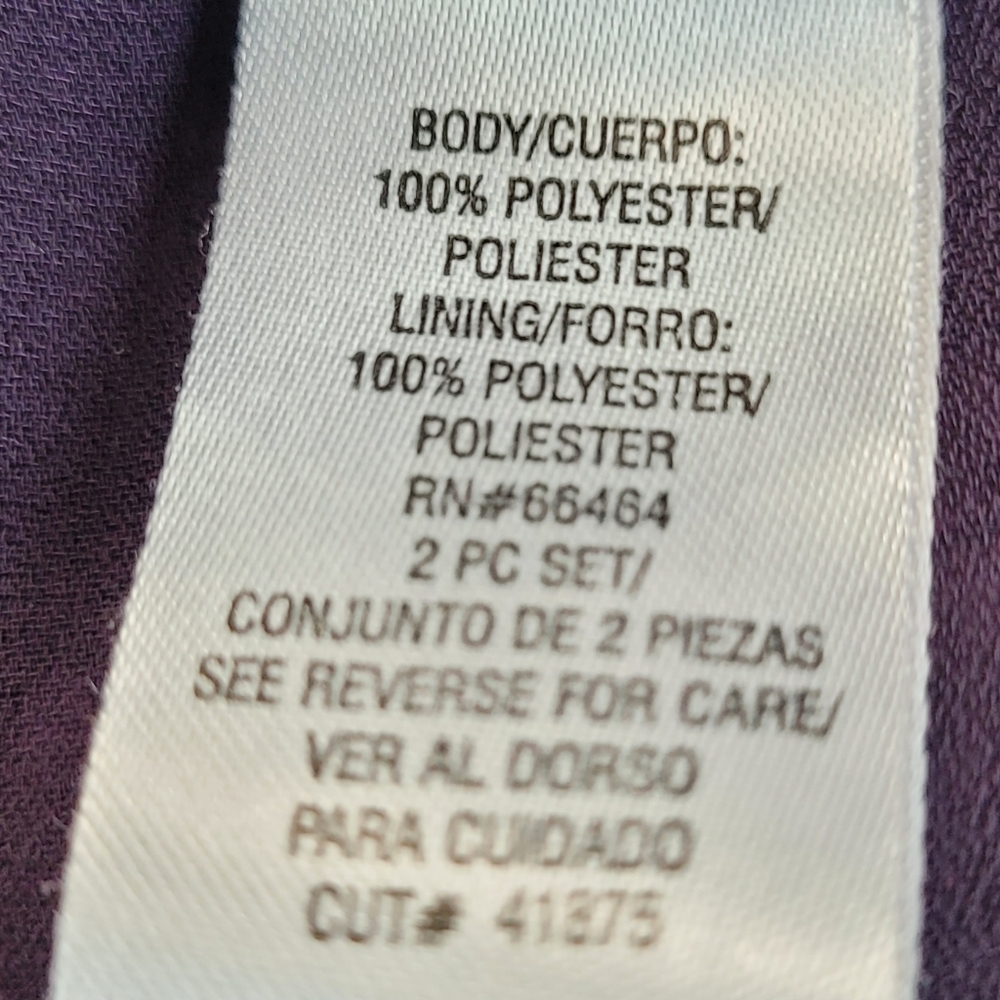 BODY/CUERPO:
100% POLYESTER/
POLIESTER
LINING/FORRO:
100% POLYESTER/
POLIESTER
RN#66464
2 PC SET/
CONJUNTO DE 2 PIEZAS
SEE REVERSE FOR CARE/
VER AL DORSO
PARA CUIDADO
CUT# 41875